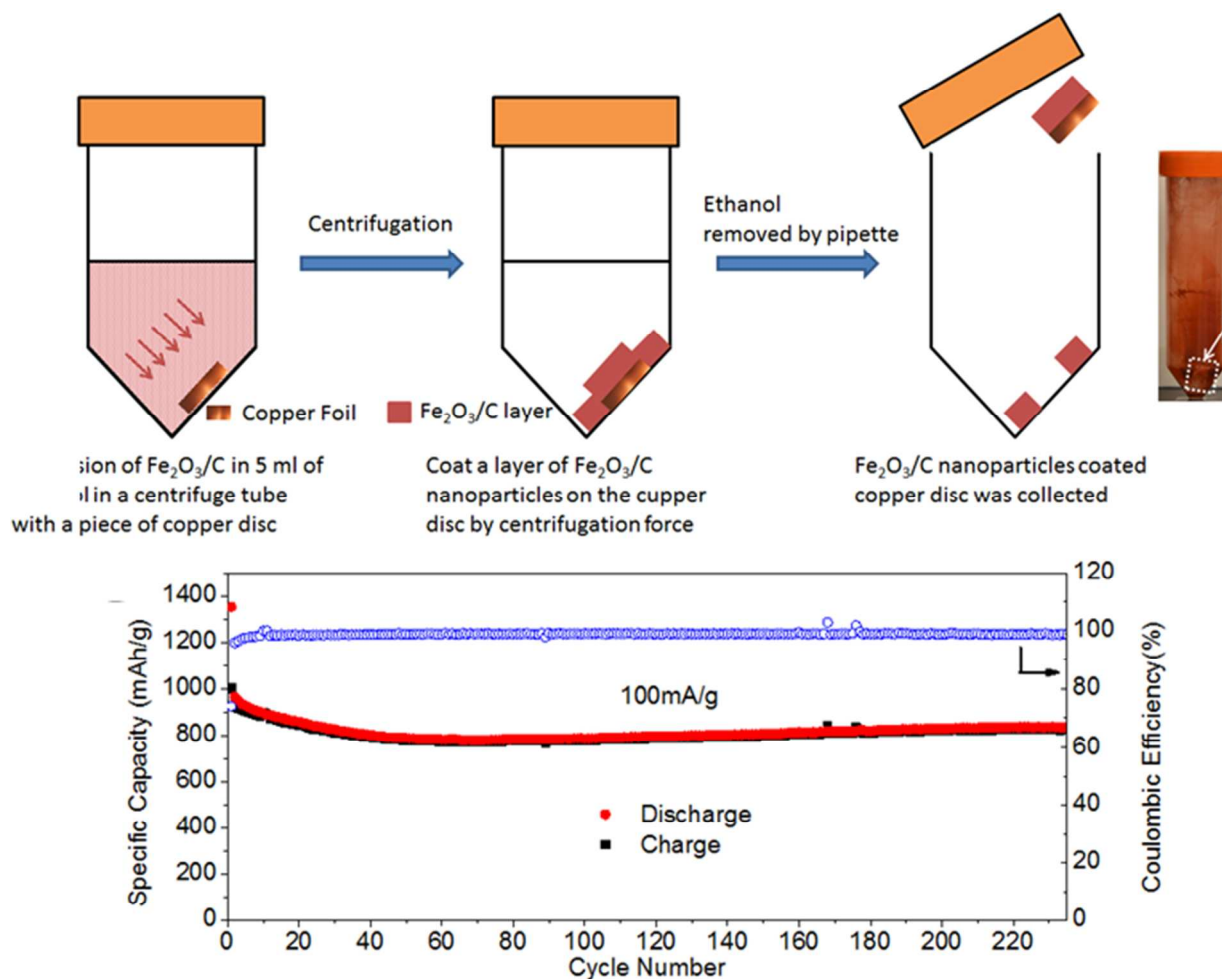 Centrifugation
Ethanol
removed by pipette
Copper Foil
Fe₂O₃/C layer
sion of Fe₂O₃/C in 5 ml of
ol in a centrifuge tube
with a piece of copper disc
Coat a layer of Fe₂O₃/C
nanoparticles on the cupper
disc by centrifugation force
Fe₂O₃/C nanoparticles coated
copper disc was collected
Specific Capacity (mAh/g)
1400
1200
1000
800
600
400
200
0
100mA/g
Discharge
Charge
120
100
80
60
40
20
0
Coulombic Efficiency(%)
0 20 40 60 80 100 120 140 160 180 200 220
Cycle Number